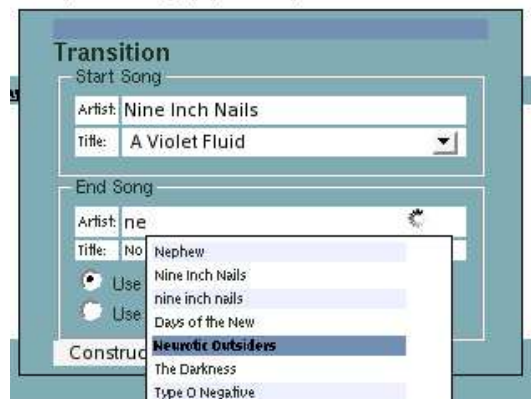 Transition
Start Song
Artist: Nine Inch Nails
Title: A Violet Fluid
End Song
Artist: ne
Title: No
Use
Use
Construc
Nephew
Nine Inch Nails
nine inch nails
Days of the New
Neurotic Outsiders
The Darkness
Type O Negative